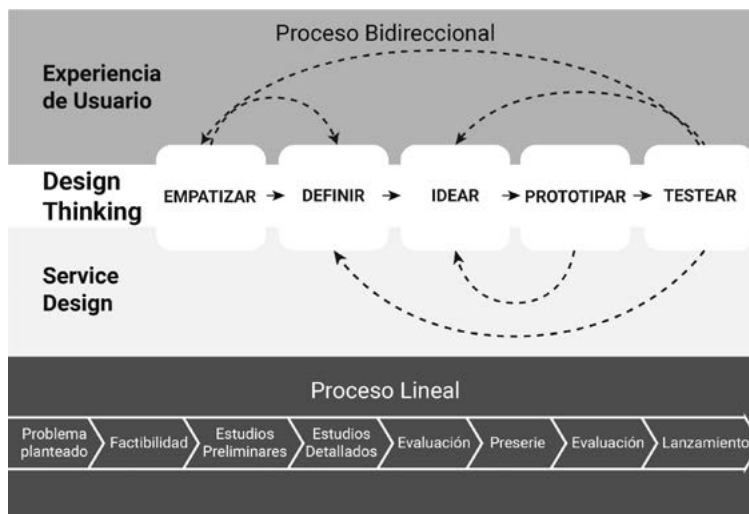 Proceso Bidireccional
Experiencia
de Usuario
Design
Thinking
EMPATIZAR
DEFINIR
IDEAR
PROTOTIPAR
TESTEAR
Service
Design
Proceso Lineal
Problema
planteado
Factibilidad
Estudios
Preliminares
Estudios
Detallados
Evaluación
Preserie
Evaluación
Lanzamiento